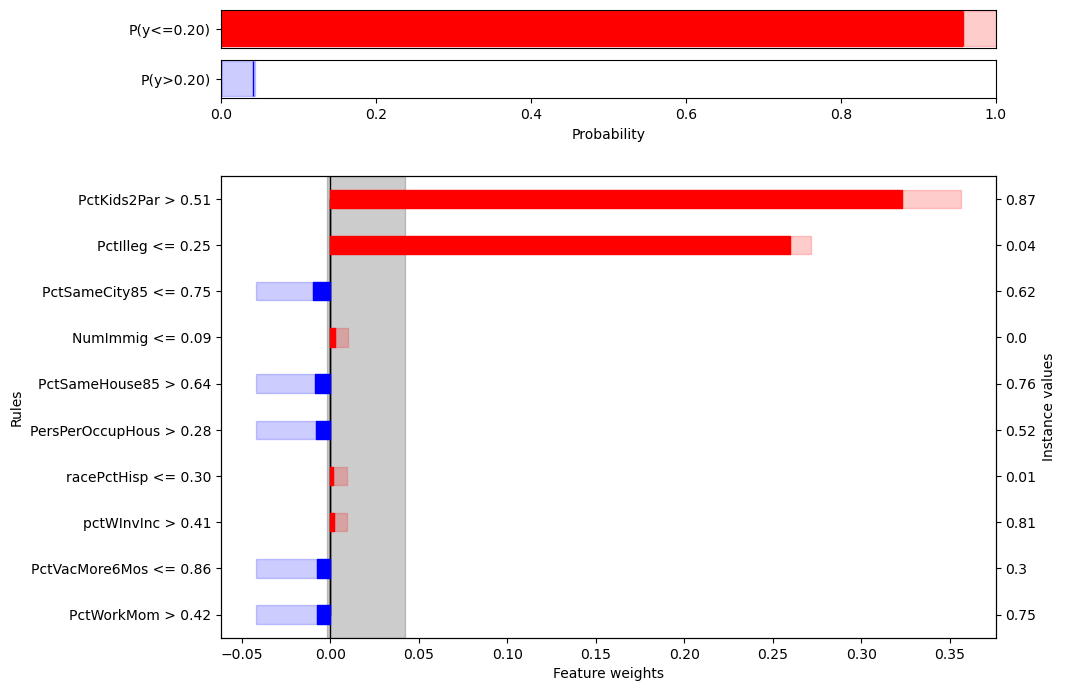 P(y<=0.20)
P(y>0.20)
0.0 0.2 0.4 0.6 0.8 1.0
Probability
PctKids2Par > 0.51 0.87
PctIlleg <= 0.25 0.04
PctSameCity85 <= 0.75 0.62
NumImmig <= 0.09 0.0
PctSameHouse85 > 0.64 0.76
PersPerOccupHous > 0.28 0.52
racePctHisp <= 0.30 0.01
pctWInvInc > 0.41 0.81
PctVacMore6Mos <= 0.86 0.3
PctWorkMom > 0.42 0.75
Rules
Instance values
−0.05 0.00 0.05 0.10 0.15 0.20 0.25 0.30 0.35
Feature weights